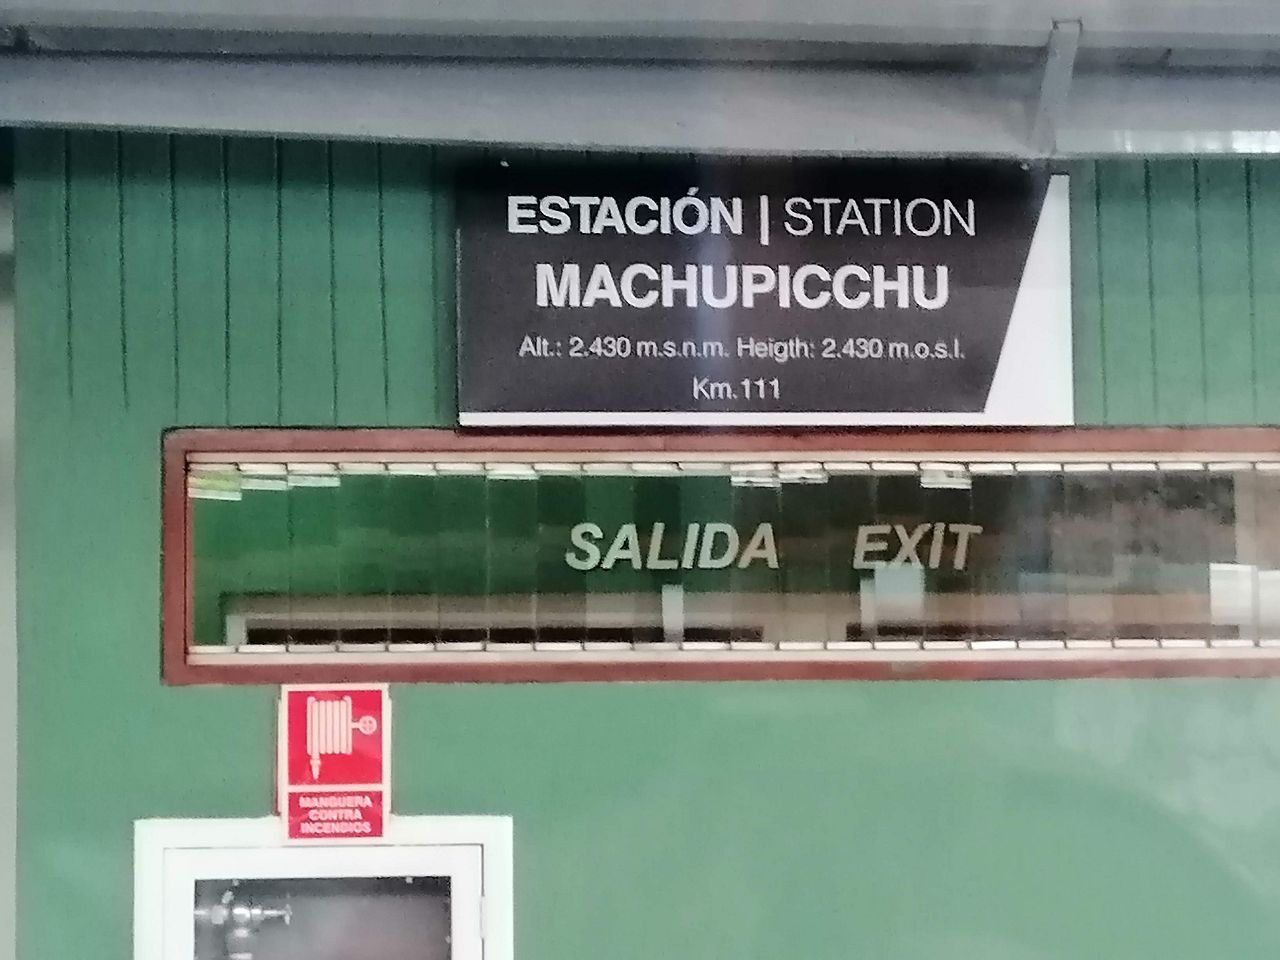 ESTACIÓN | STATION
MACHUPICCHU
Alt.: 2.430 m.s.n.m. Heigth: 2.430 m.o.s.l.
Km.111
SALIDA EXIT
MANGUERA
CONTRA
INCENDIOS